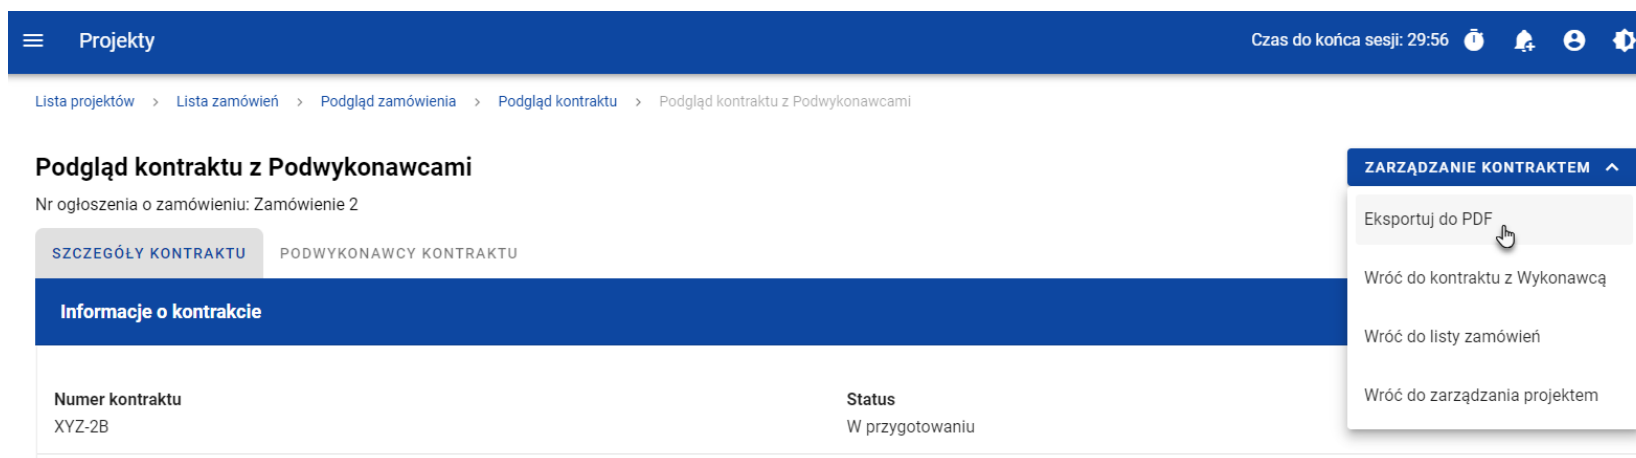 Projekty
Czas do końca sesji: 29:56
Lista projektów > Lista zamówień > Podgląd zamówienia > Podgląd kontraktu > Podgląd kontraktu z Podwykonawcami
Podgląd kontraktu z Podwykonawcami
ZARZĄDZANIE KONTRAKTEM
Nr ogłoszenia o zamówieniu: Zamówienie 2
Eksportuj do PDF
SZCZEGÓŁY KONTRAKTU
PODWYKONAWCY KONTRAKTU
Wróć do kontraktu z Wykonawcą
Informacje o kontrakcie
Wróć do listy zamówień
Wróć do zarządzania projektem
Numer kontraktu
Status
XYZ-2B
W przygotowaniu